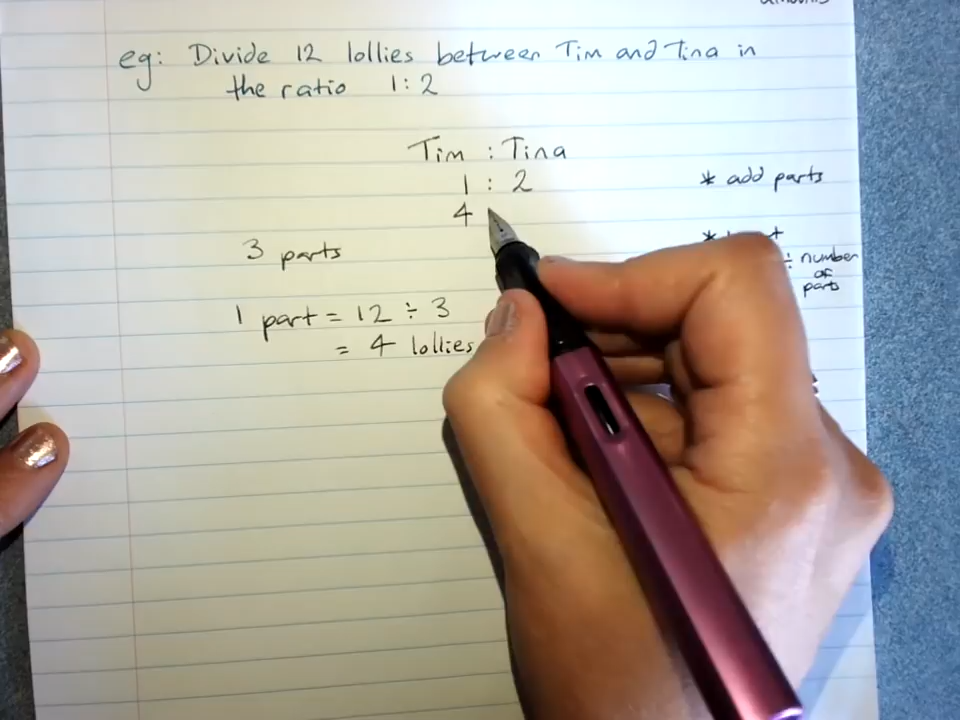 eg: Divide 12 lollies between Tim and Tina in
the ratio 1:2
Tim : Tina
1 : 2
4
* add parts
3 parts
÷ number
of
parts
1 part = 12 ÷ 3
= 4 lollies